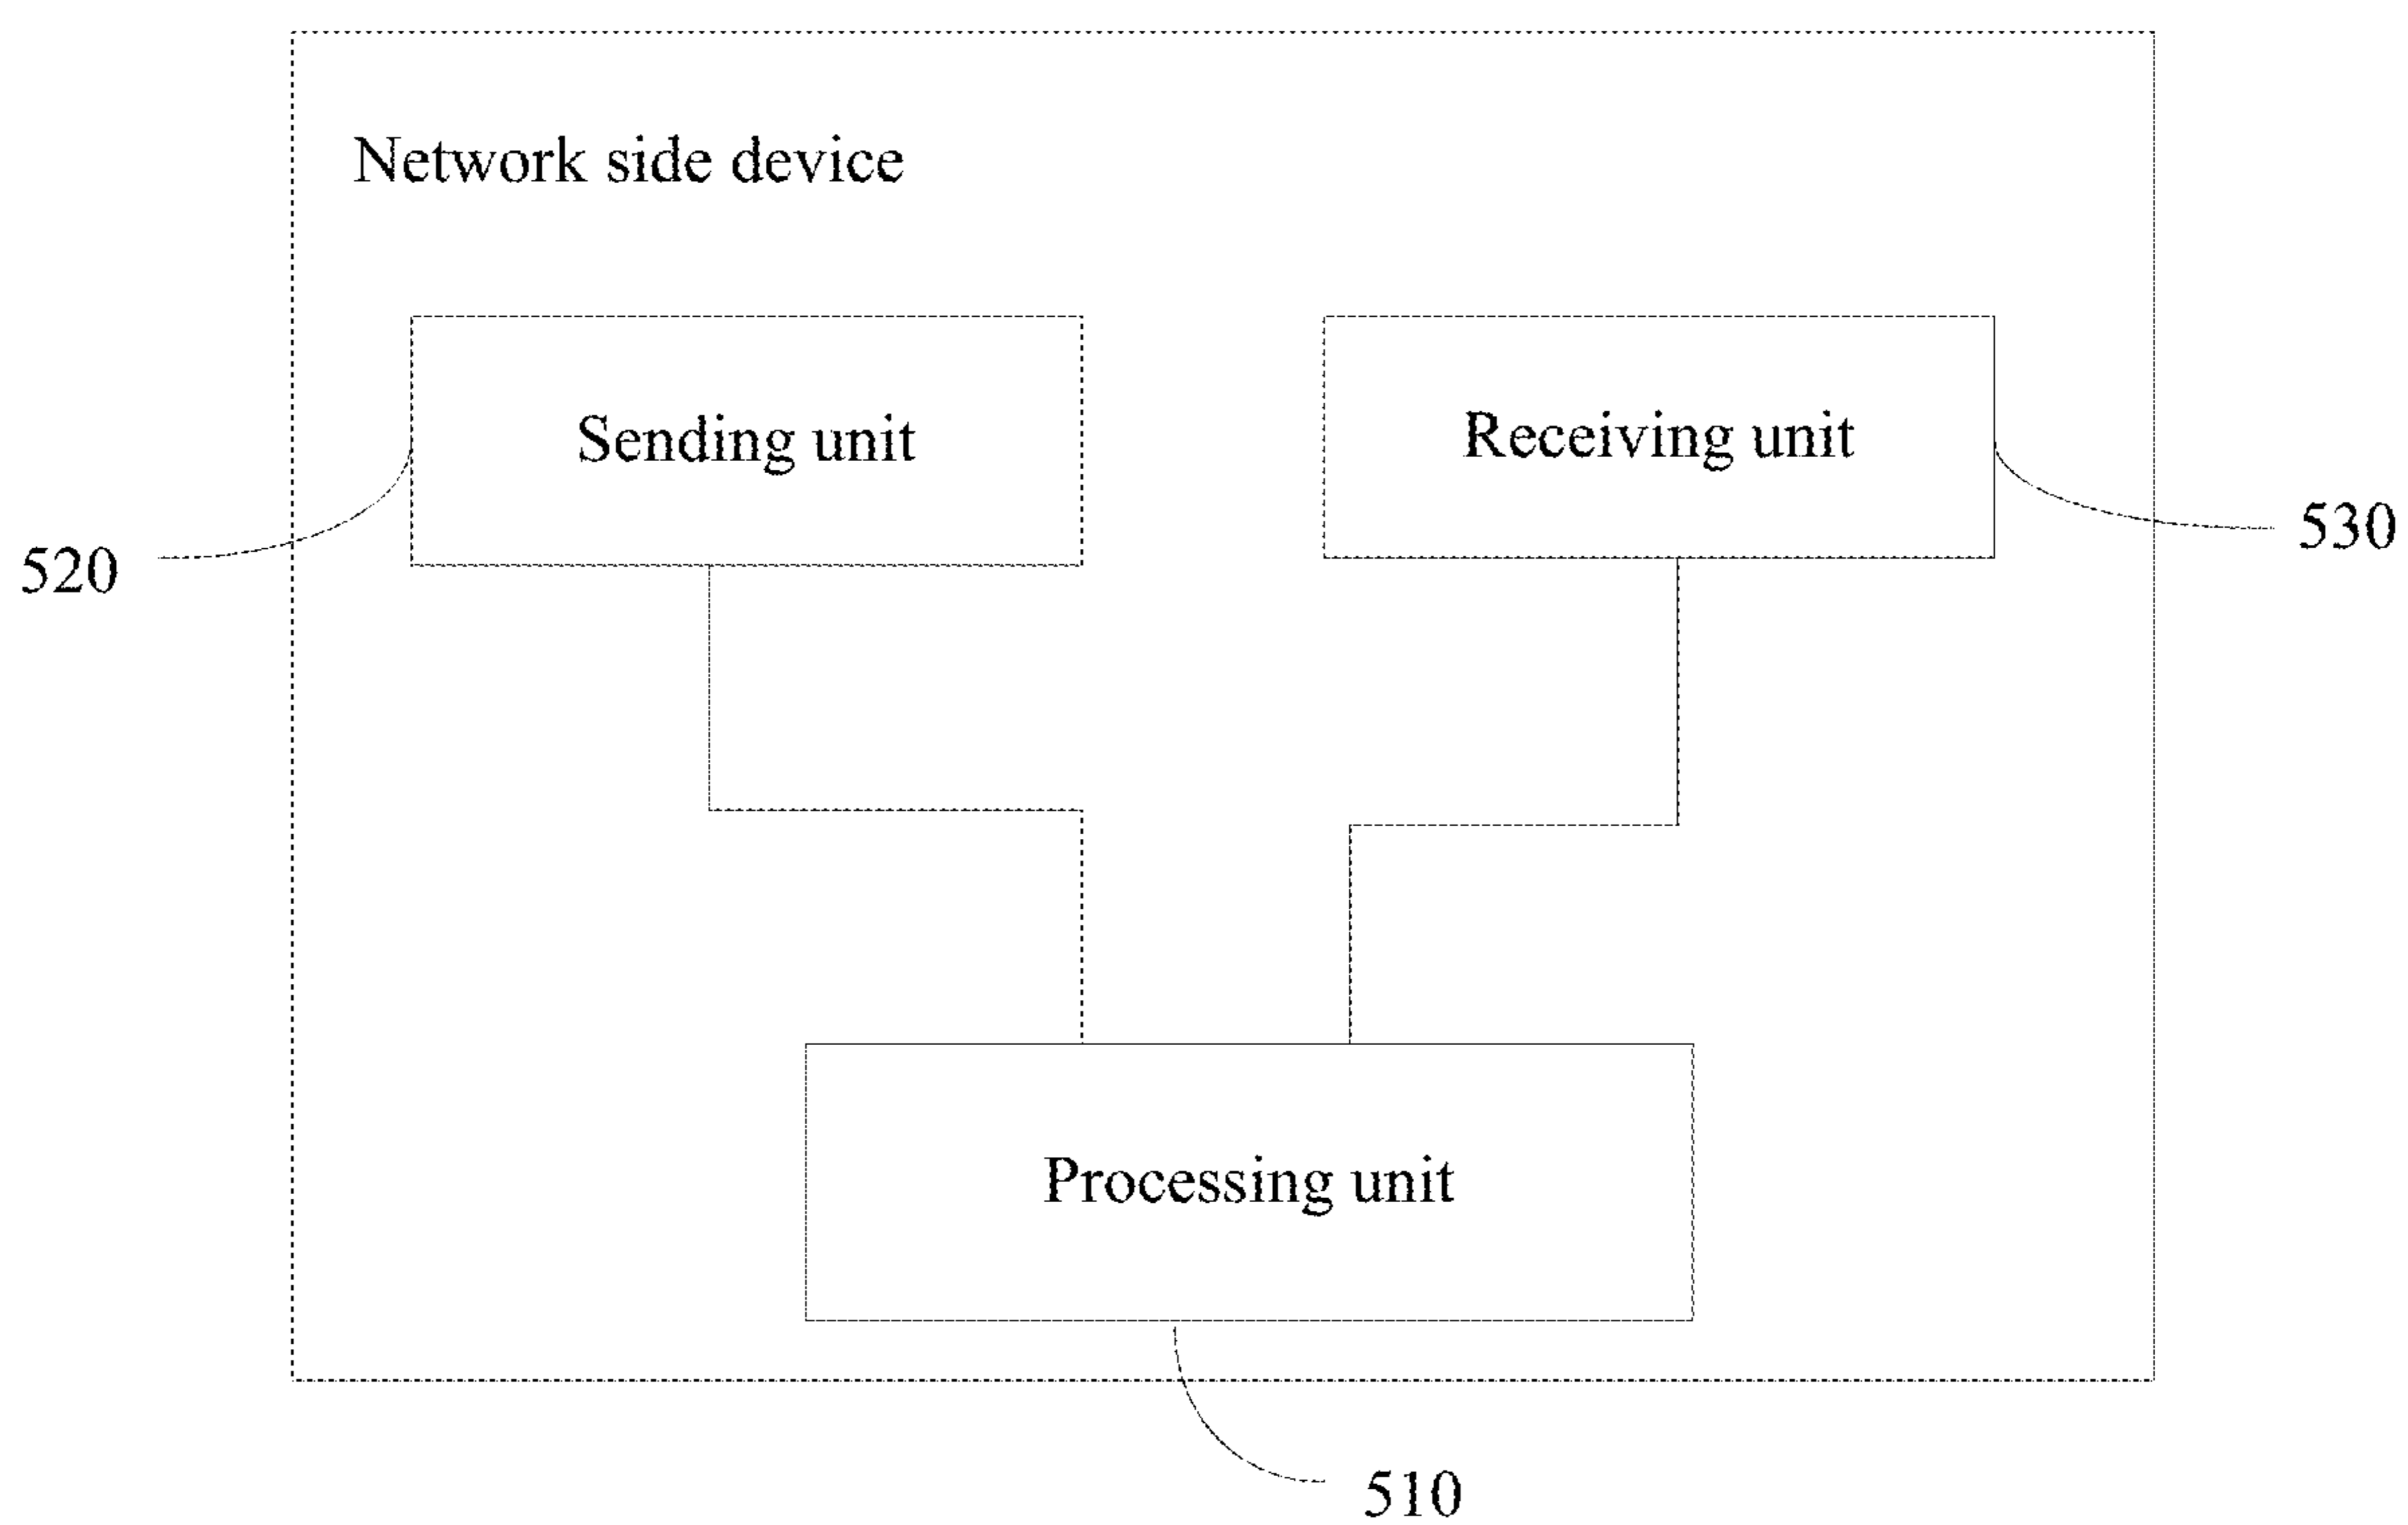 Network side device
Sending unit
Receiving unit
520
530
Processing unit
510